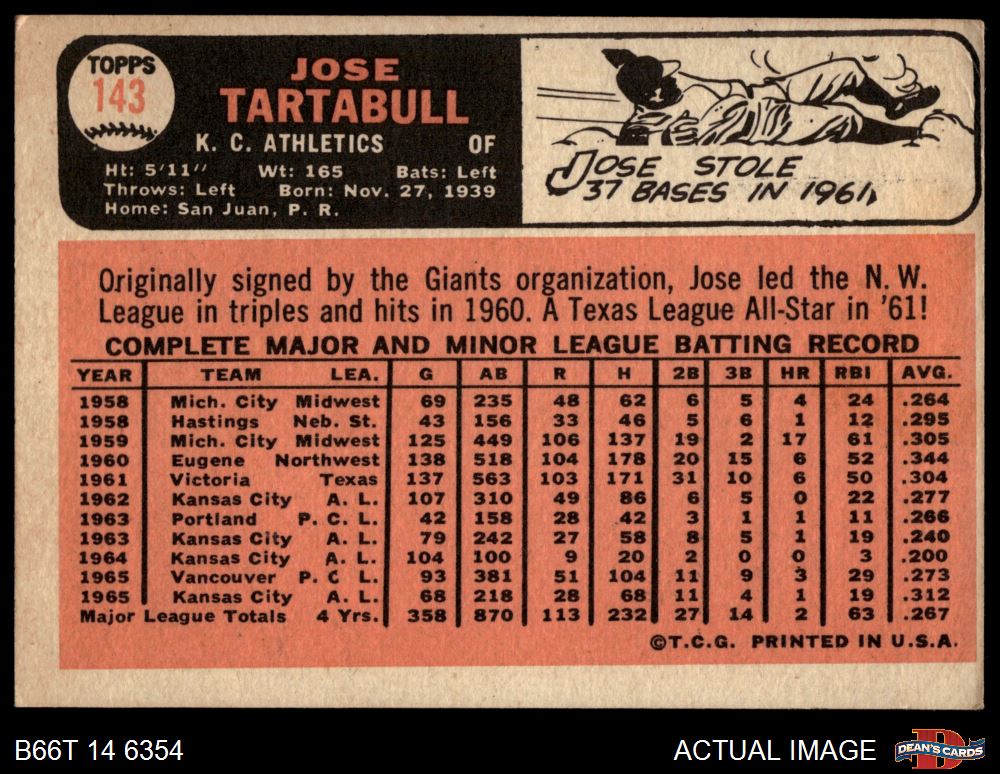 TOPPS
143
JOSE
TARTABULL
K. C. ATHLETICS OF
Ht: 5'11" Wt: 165 Bats: Left
Throws: Left Born: Nov. 27, 1939
Home: San Juan, P. R.
JOSE STOLE
37 BASES IN 1961,
Originally signed by the Giants organization, Jose led the N. W.
League in triples and hits in 1960. A Texas League All-Star in '61!
COMPLETE MAJOR AND MINOR LEAGUE BATTING RECORD
YEAR TEAM LEA. G AB R H 2B 3B HR RBI AVG.
1958 Mich. City Midwest 69 235 48 62 6 5 4 24 .264
1958 Hastings Neb. St. 43 156 33 46 5 6 1 12 .295
1959 Mich. City Midwest 125 449 106 137 19 2 17 61 .305
1960 Eugene Northwest 138 518 104 178 20 15 6 52 .344
1961 Victoria Texas 137 563 103 171 31 10 6 50 .304
1962 Kansas City A. L. 107 310 49 86 6 5 0 22 .277
1963 Portland P. C. L. 42 158 28 42 3 1 1 11 .266
1963 Kansas City A. L. 79 242 27 58 8 5 1 19 .240
1964 Kansas City A. L. 104 100 9 20 2 0 0 3 .200
1965 Vancouver P. C L. 93 381 51 104 11 9 3 29 .273
1965 Kansas City A. L. 68 218 28 68 11 4 1 19 .312
Major League Totals 4 Yrs. 358 870 113 232 27 14 2 63 .267
©T.C.G. PRINTED IN U.S.A.
B66T 14 6354
ACTUAL IMAGE
D
DEAN'S CARDS